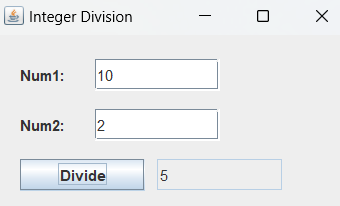 Integer Division
Num1: 10
Num2: 2
Divide 5